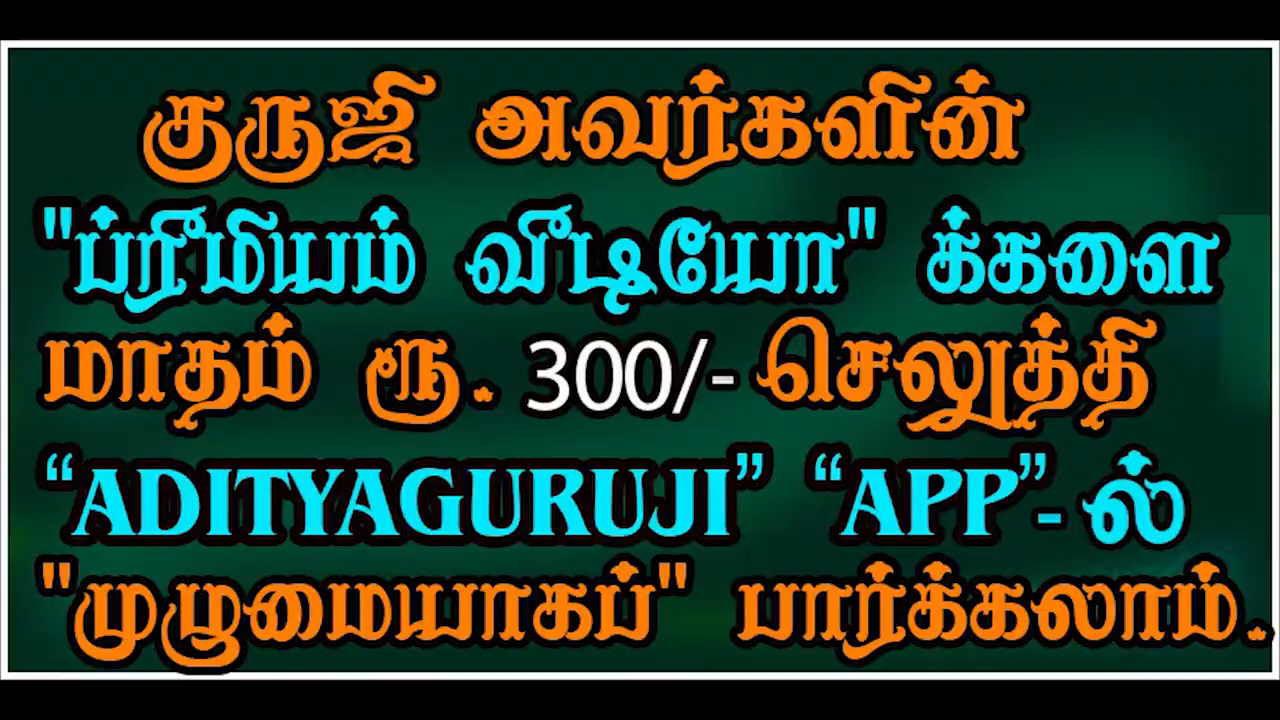 குருஜி அவர்களின்
"ப்ரீமியம் வீடியோ" க்களை
மாதம் ரூ. 300/- செலுத்தி
“ADITYAGURUJI” “APP”- ல்
"முழுமையாகப்" பார்க்கலாம்.